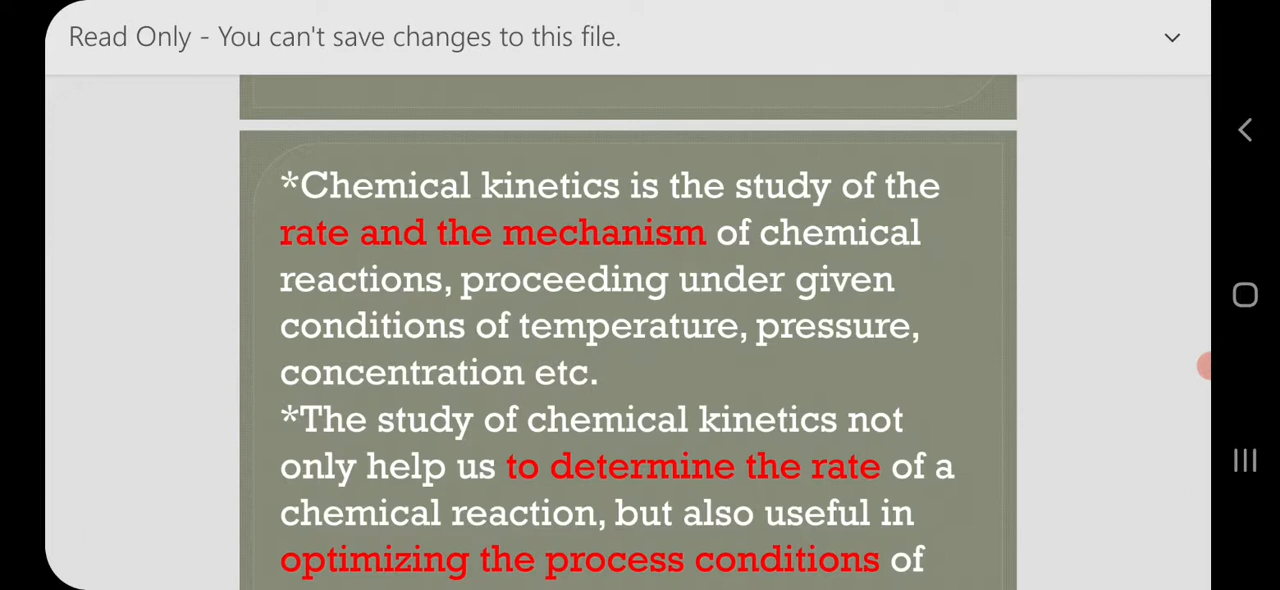 Read Only - You can't save changes to this file.
*Chemical kinetics is the study of the
rate and the mechanism of chemical
reactions, proceeding under given
conditions of temperature, pressure,
concentration etc.
*The study of chemical kinetics not
only help us to determine the rate of a
chemical reaction, but also useful in
optimizing the process conditions of